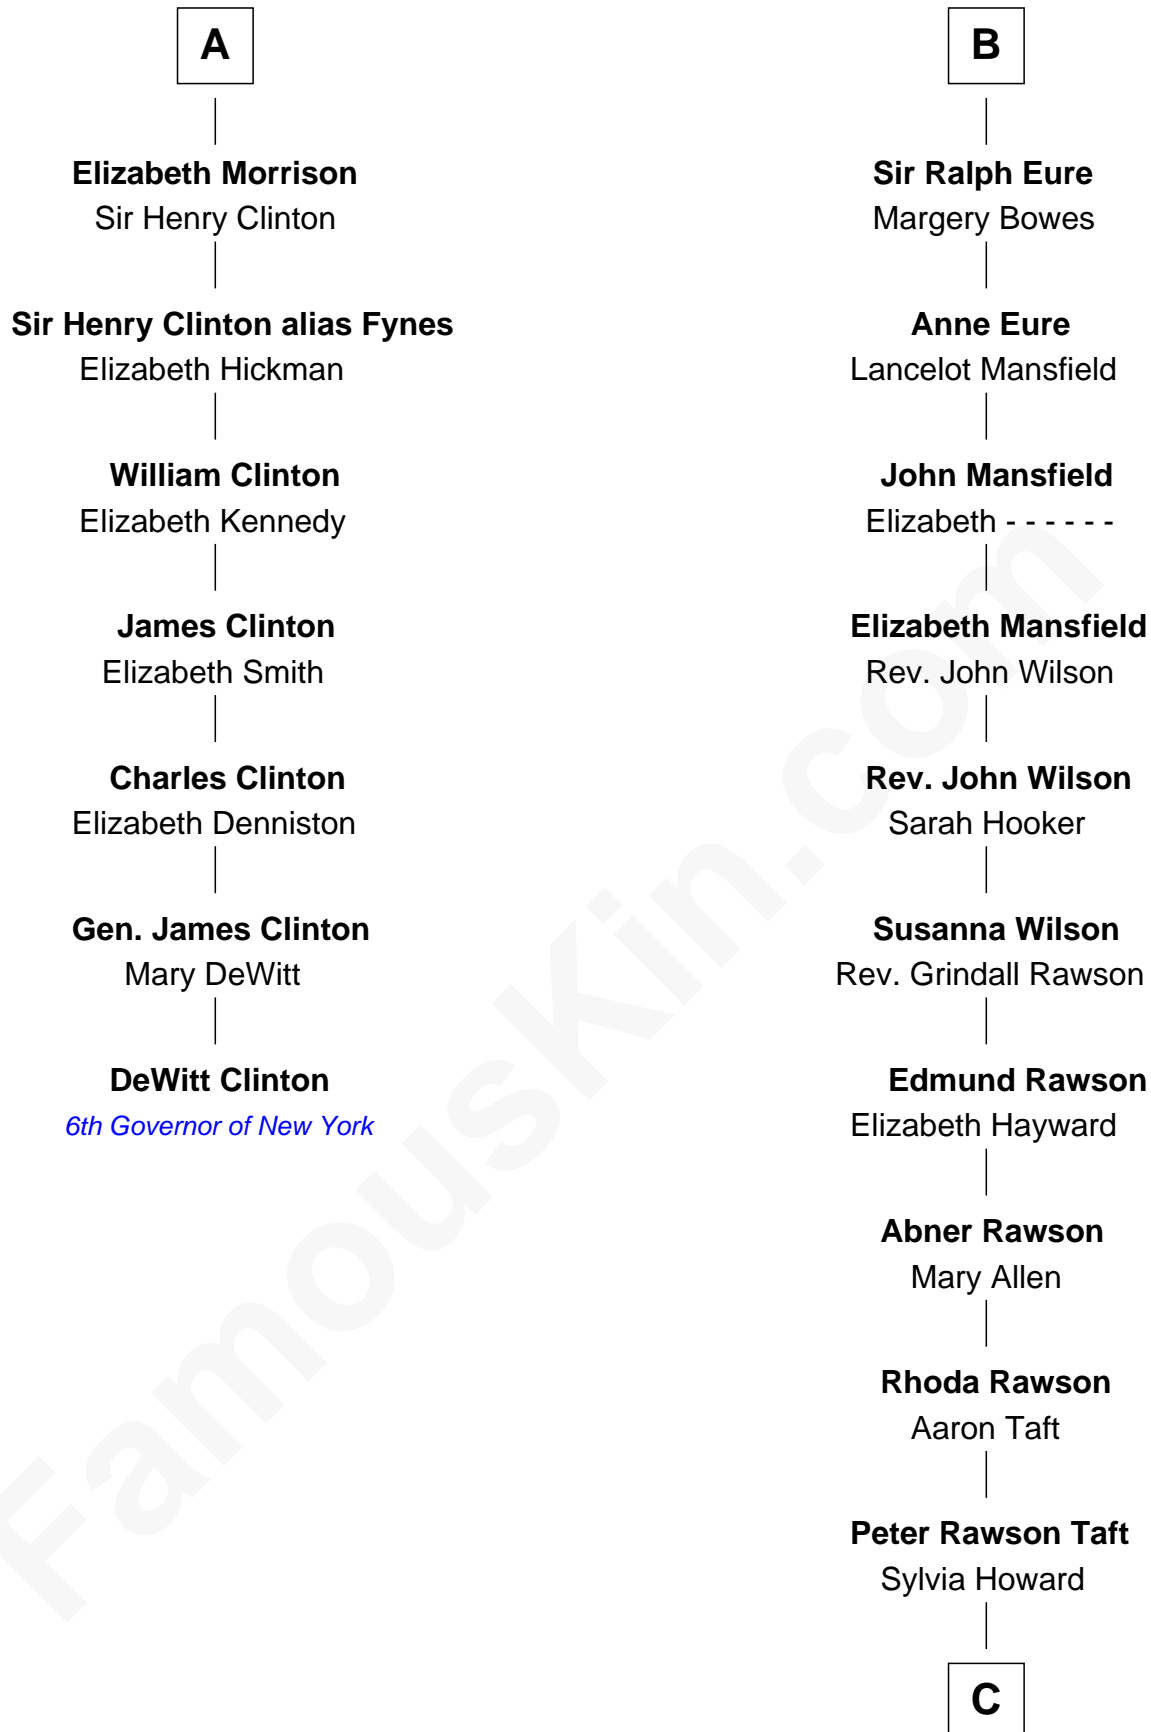 A
Elizabeth Morrison
Sir Henry Clinton
Sir Henry Clinton alias Fynes
Elizabeth Hickman
William Clinton
Elizabeth Kennedy
James Clinton
Elizabeth Smith
Charles Clinton
Elizabeth Denniston
Gen. James Clinton
Mary DeWitt
DeWitt Clinton
6th Governor of New York
B
Sir Ralph Eure
Margery Bowes
Anne Eure
Lancelot Mansfield
John Mansfield
Elizabeth - - - - - -
Elizabeth Mansfield
Rev. John Wilson
Rev. John Wilson
Sarah Hooker
Susanna Wilson
Rev. Grindall Rawson
Edmund Rawson
Elizabeth Hayward
Abner Rawson
Mary Allen
Rhoda Rawson
Aaron Taft
Peter Rawson Taft
Sylvia Howard
C
FamousKin.com